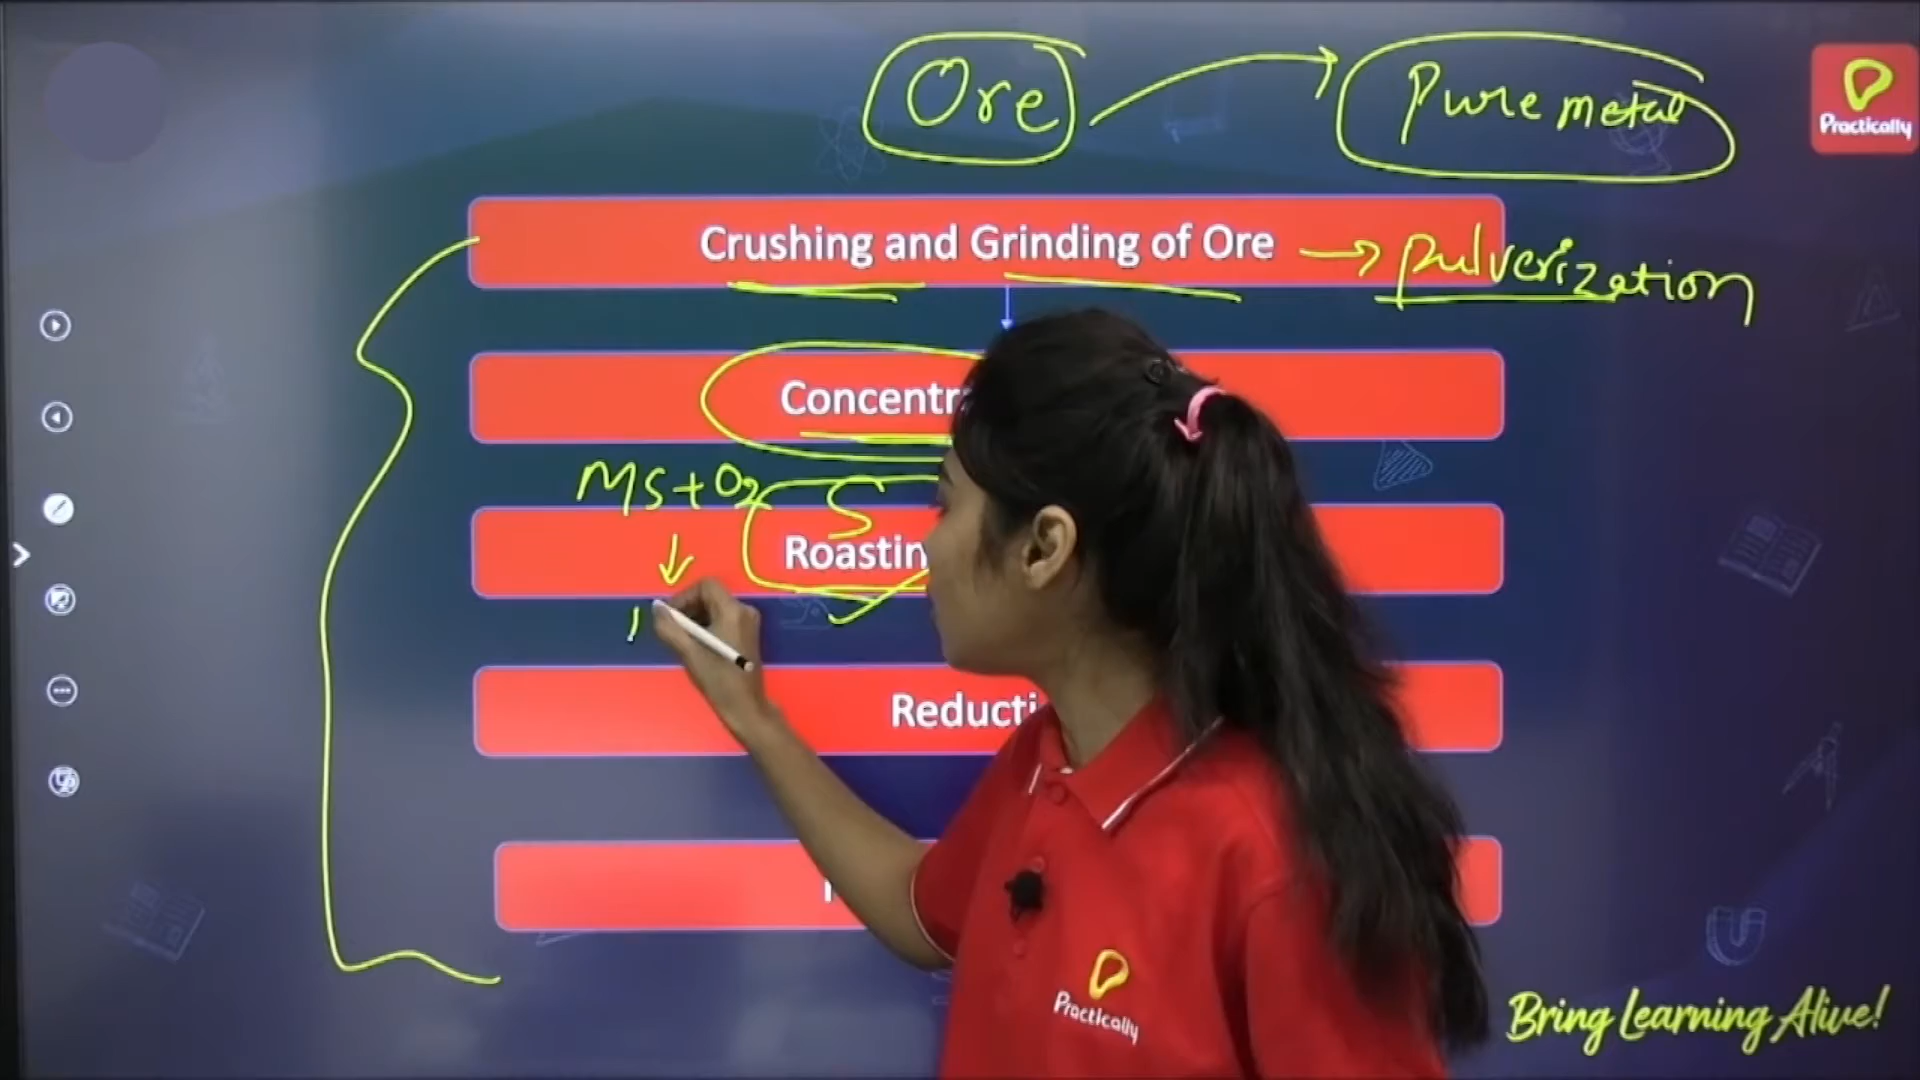 Ore → Pure metal
Practically
Crushing and Grinding of Ore → pulverization
Concentr
MS+O2
S
Roastin
Reducti
Practically
Bring Learning Alive!